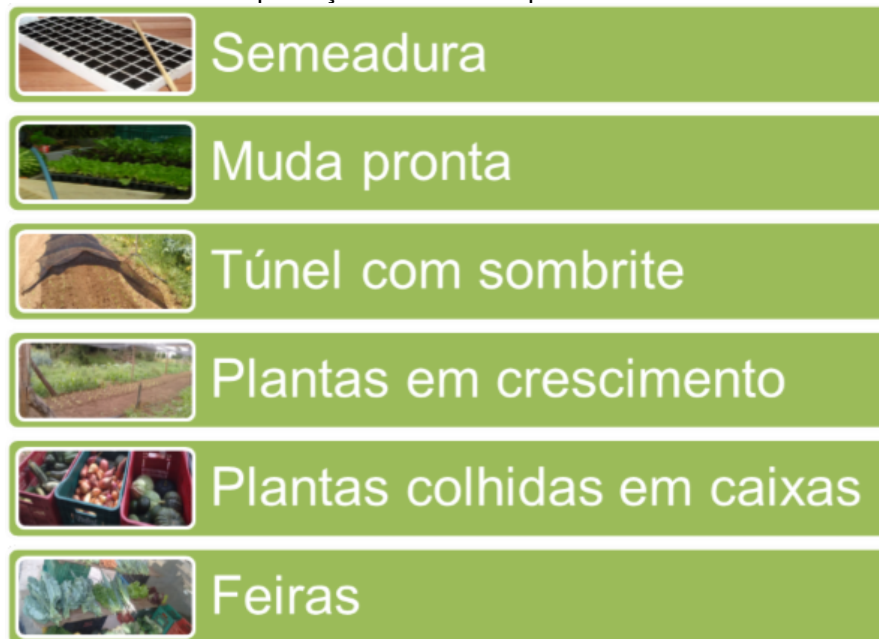 Semeadura
Muda pronta
Túnel com sombrite
Plantas em crescimento
Plantas colhidas em caixas
Feiras